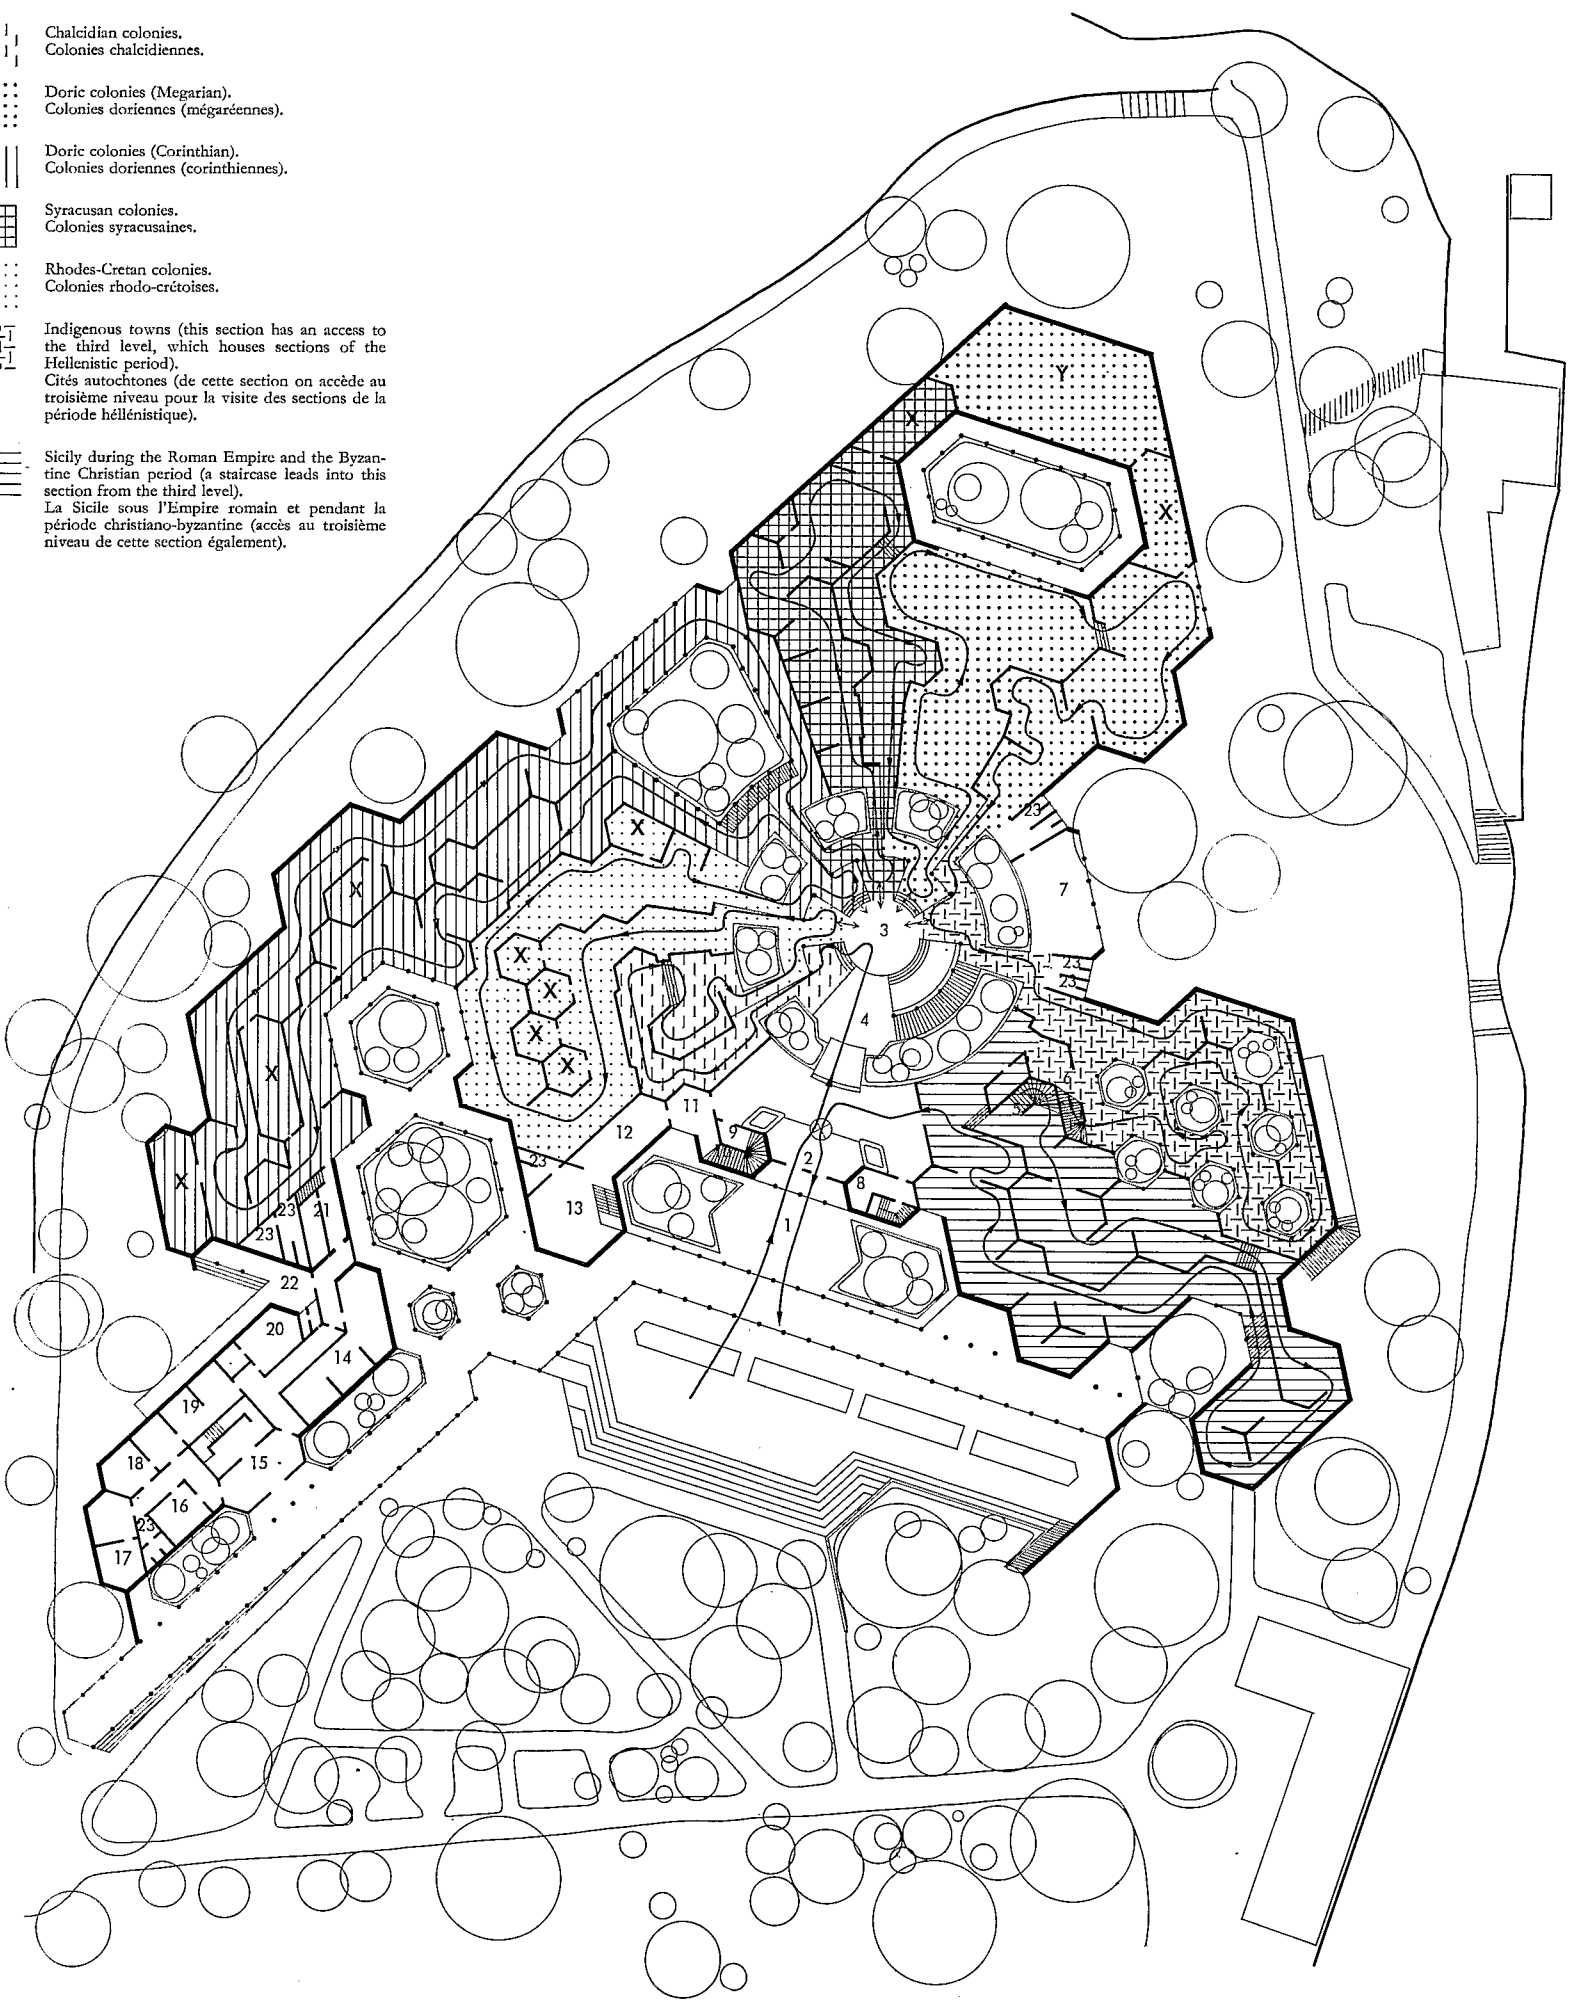 Chalcidian colonies.
Colonies chalcidiennes.
Doric colonies (Megarian).
Colonies doriennes (mégaréennes).
Doric colonies (Corinthian).
Colonies doriennes (corinthiennes).
Syracusan colonies.
Colonies syracusaines.
Rhodes-Cretan colonies.
Colonies rhodo-crétoises.
Indigenous towns (this section has an access to
the third level, which houses sections of the
Hellenistic period).
Cités autochtones (de cette section on accède au
troisième niveau pour la visite des sections de la
période héllénistique).
Sicily during the Roman Empire and the Byzan-
tine Christian period (a staircase leads into this
section from the third level).
La Sicile sous l'Empire romain et pendant la
période christiano-byzantine (accès au troisième
niveau de cette section également).
Y
X
X
X
23
7
X
3
X
X
23
23
4
X
X
X
X
11
12
9
2
8
23
13
1
X
23
21
23
22
20
14
19
18
15
16
23
17